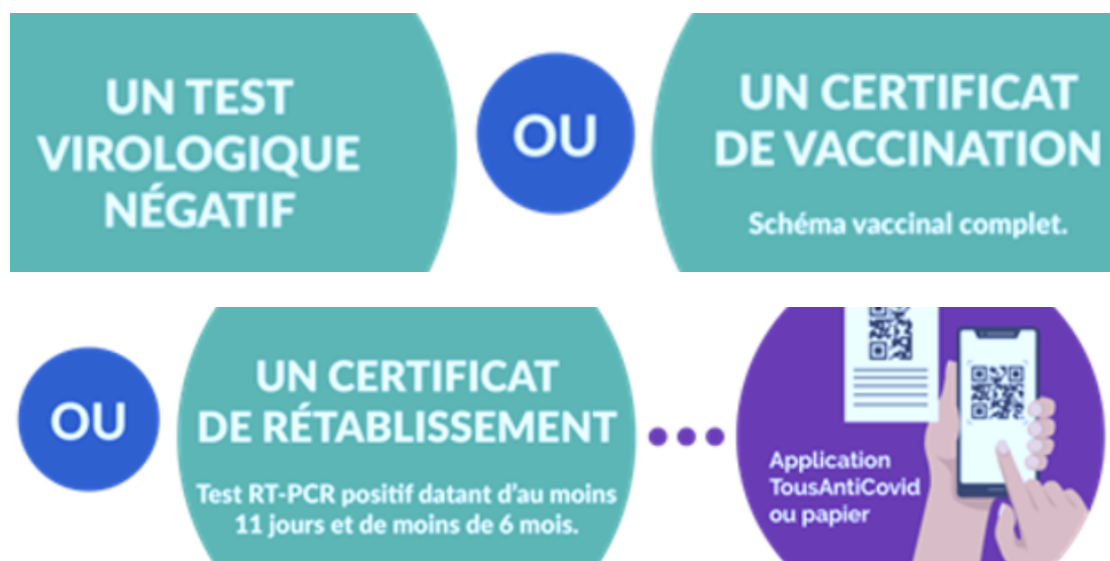 UN TEST
VIROLOGIQUE
NÉGATIF
OU
UN CERTIFICAT
DE VACCINATION
Schéma vaccinal complet.
OU
UN CERTIFICAT
DE RÉTABLISSEMENT
Test RT-PCR positif datant d'au moins
11 jours et de moins de 6 mois.
Application
TousAntiCovid
ou papier